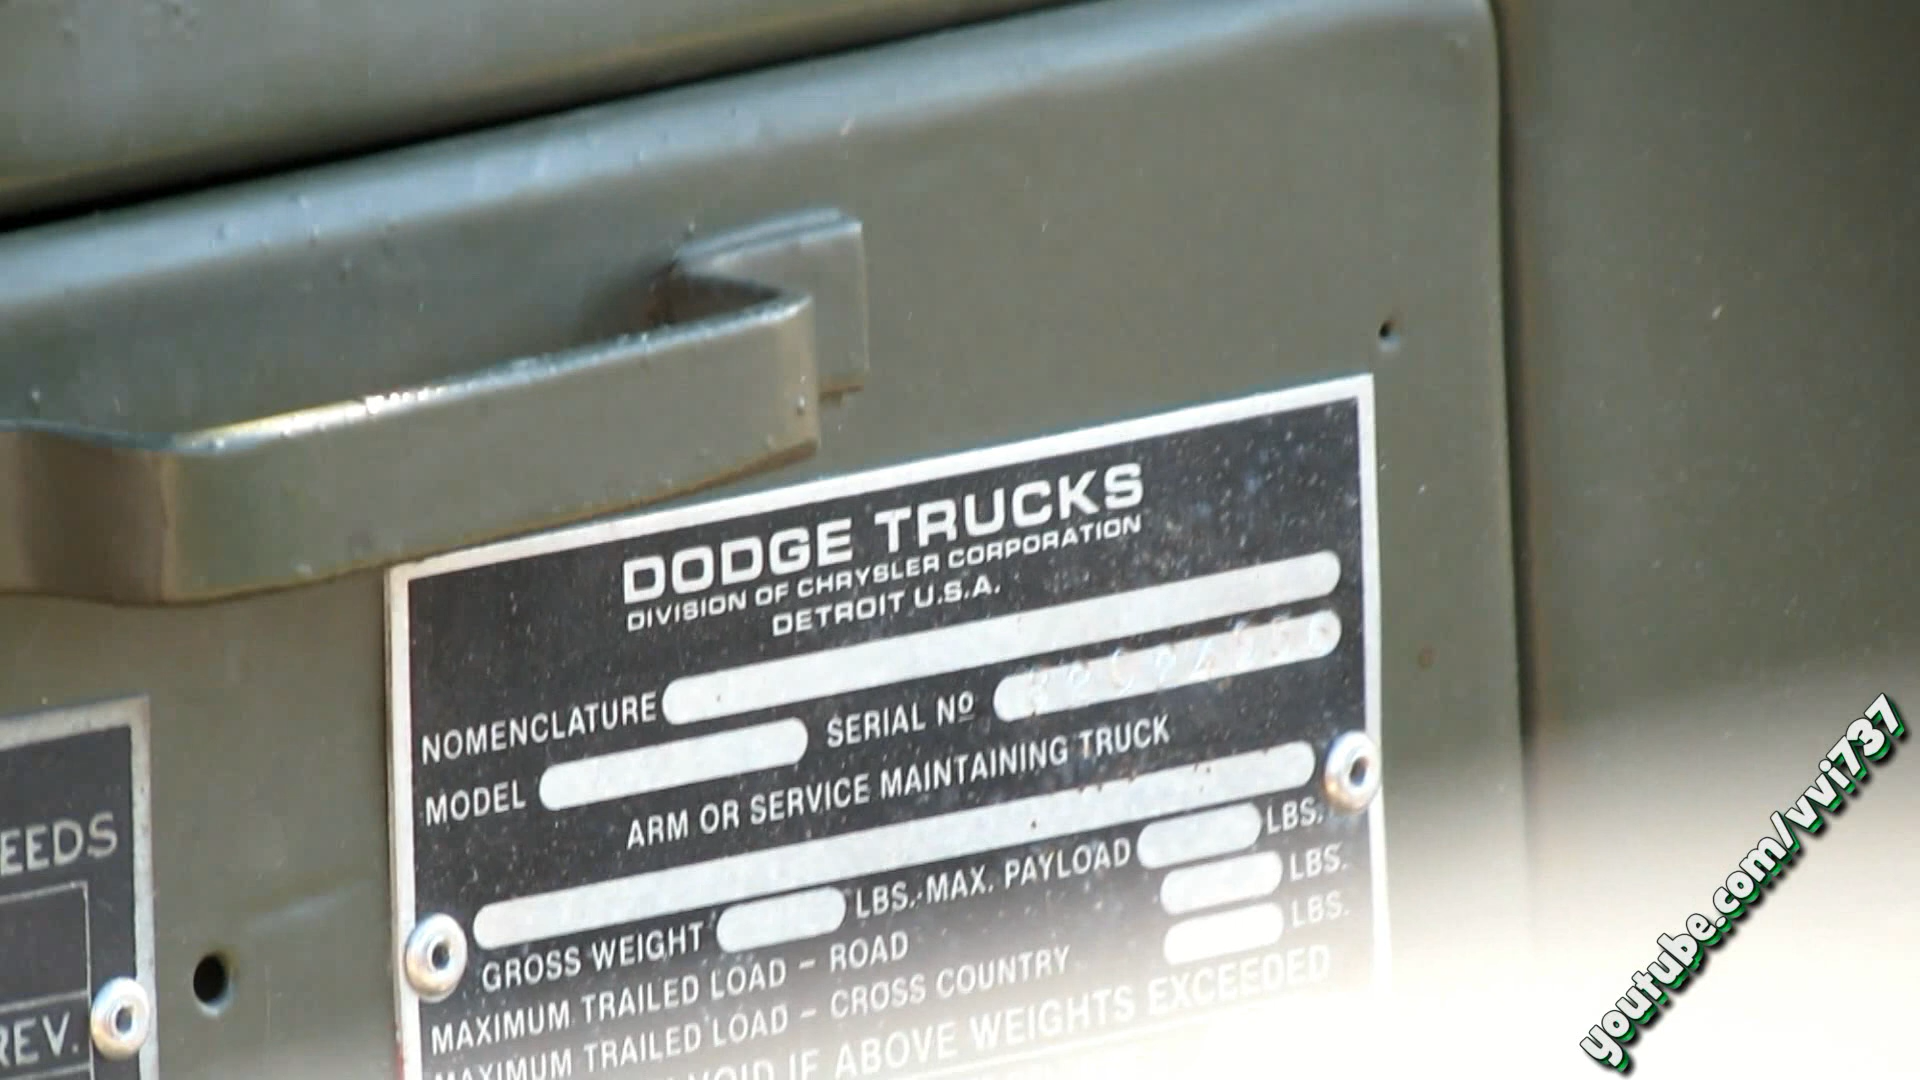 DODGE TRUCKS
DIVISION OF CHRYSLER CORPORATION
DETROIT U.S.A.
NOMENCLATURE
MODEL SERIAL Nº
ARM OR SERVICE MAINTAINING TRUCK
GROSS WEIGHT LBS. MAX. PAYLOAD LBS.
MAXIMUM TRAILED LOAD - ROAD LBS.
MAXIMUM TRAILED LOAD - CROSS COUNTRY LBS.
VOID IF ABOVE WEIGHTS EXCEEDED
EEDS
REV.
youtube.com/vvi737